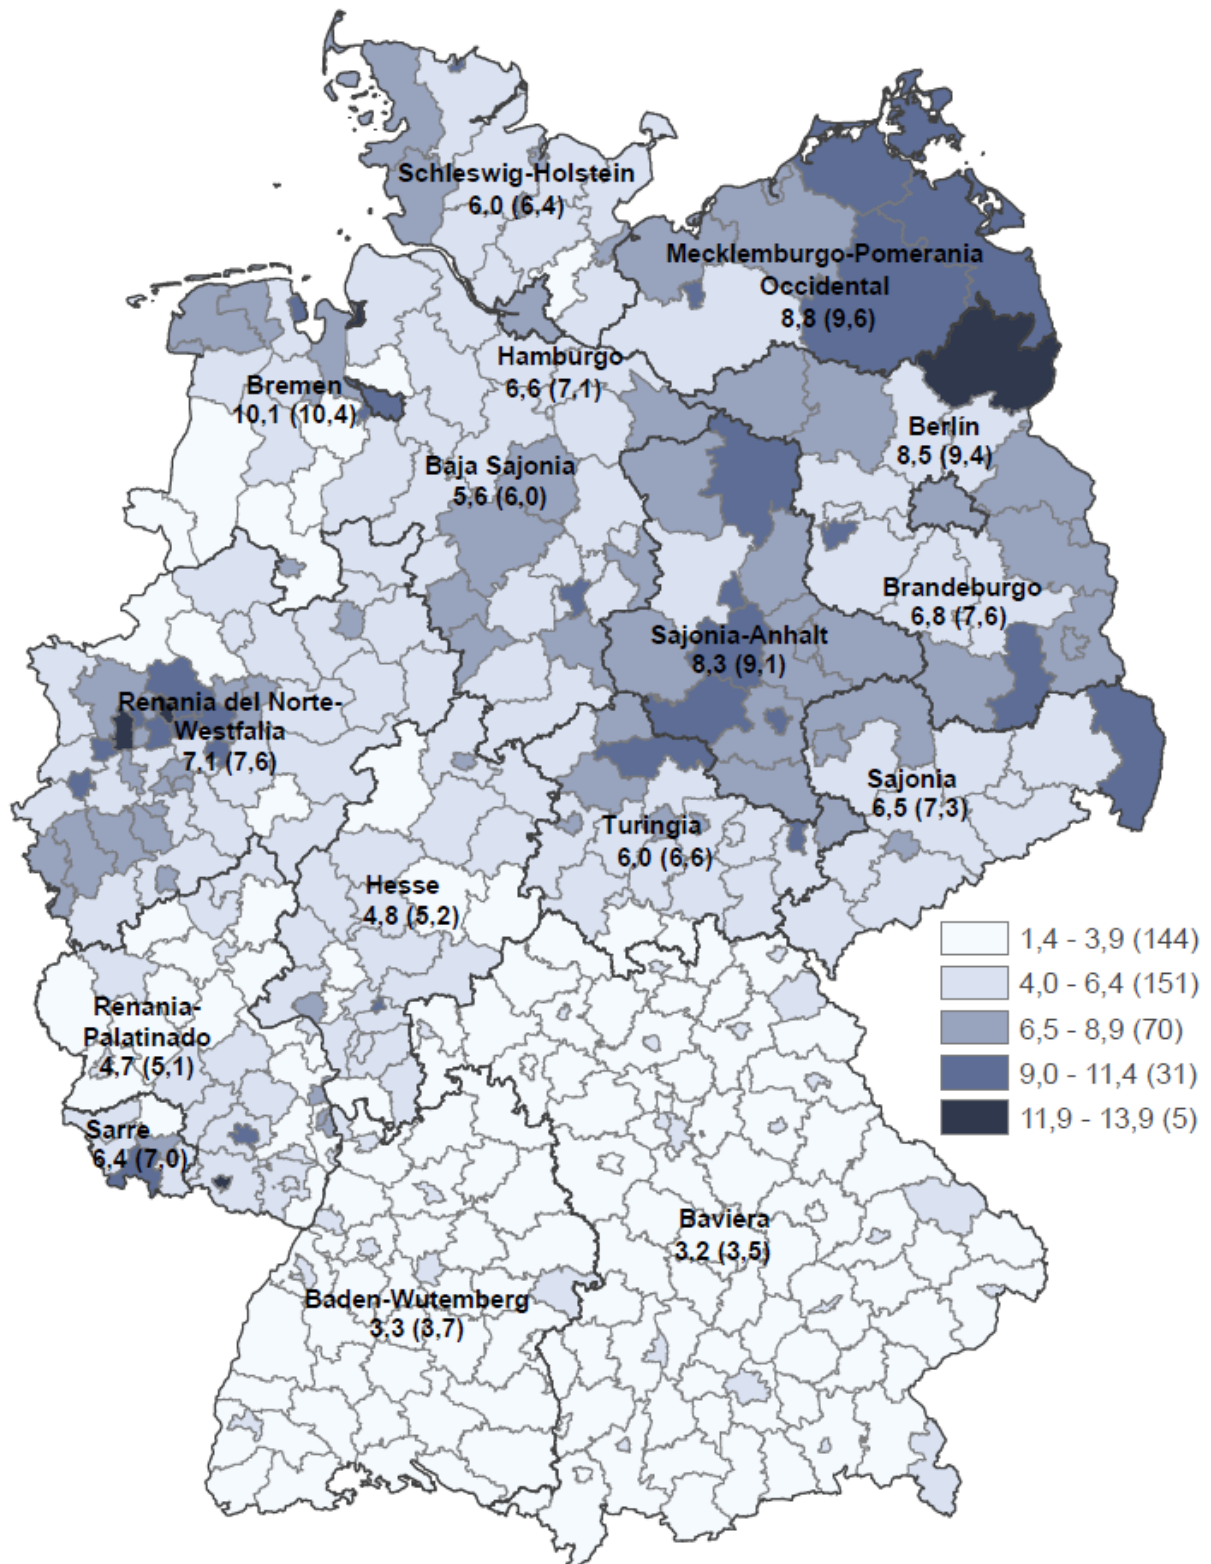 Schleswig-Holstein
6,0 (6,4)
Mecklemburgo-Pomerania
Occidental
8,8 (9,6)
Hamburgo
6,6 (7,1)
Bremen
10,1 (10,4)
Berlín
8,5 (9,4)
Baja Sajonia
5,6 (6,0)
Brandeburgo
6,8 (7,6)
Sajonia-Anhalt
8,3 (9,1)
Renania del Norte-
Westfalia
7,1 (7,6)
Sajonia
6,5 (7,3)
Turingia
6,0 (6,6)
Hesse
4,8 (5,2)
1,4 - 3,9 (144)
4,0 - 6,4 (151)
6,5 - 8,9 (70)
9,0 - 11,4 (31)
11,9 - 13,9 (5)
Renania-
Palatinado
4,7 (5,1)
Sarre
6,4 (7,0)
Baviera
3,2 (3,5)
Baden-Wutemberg
3,3 (3,7)